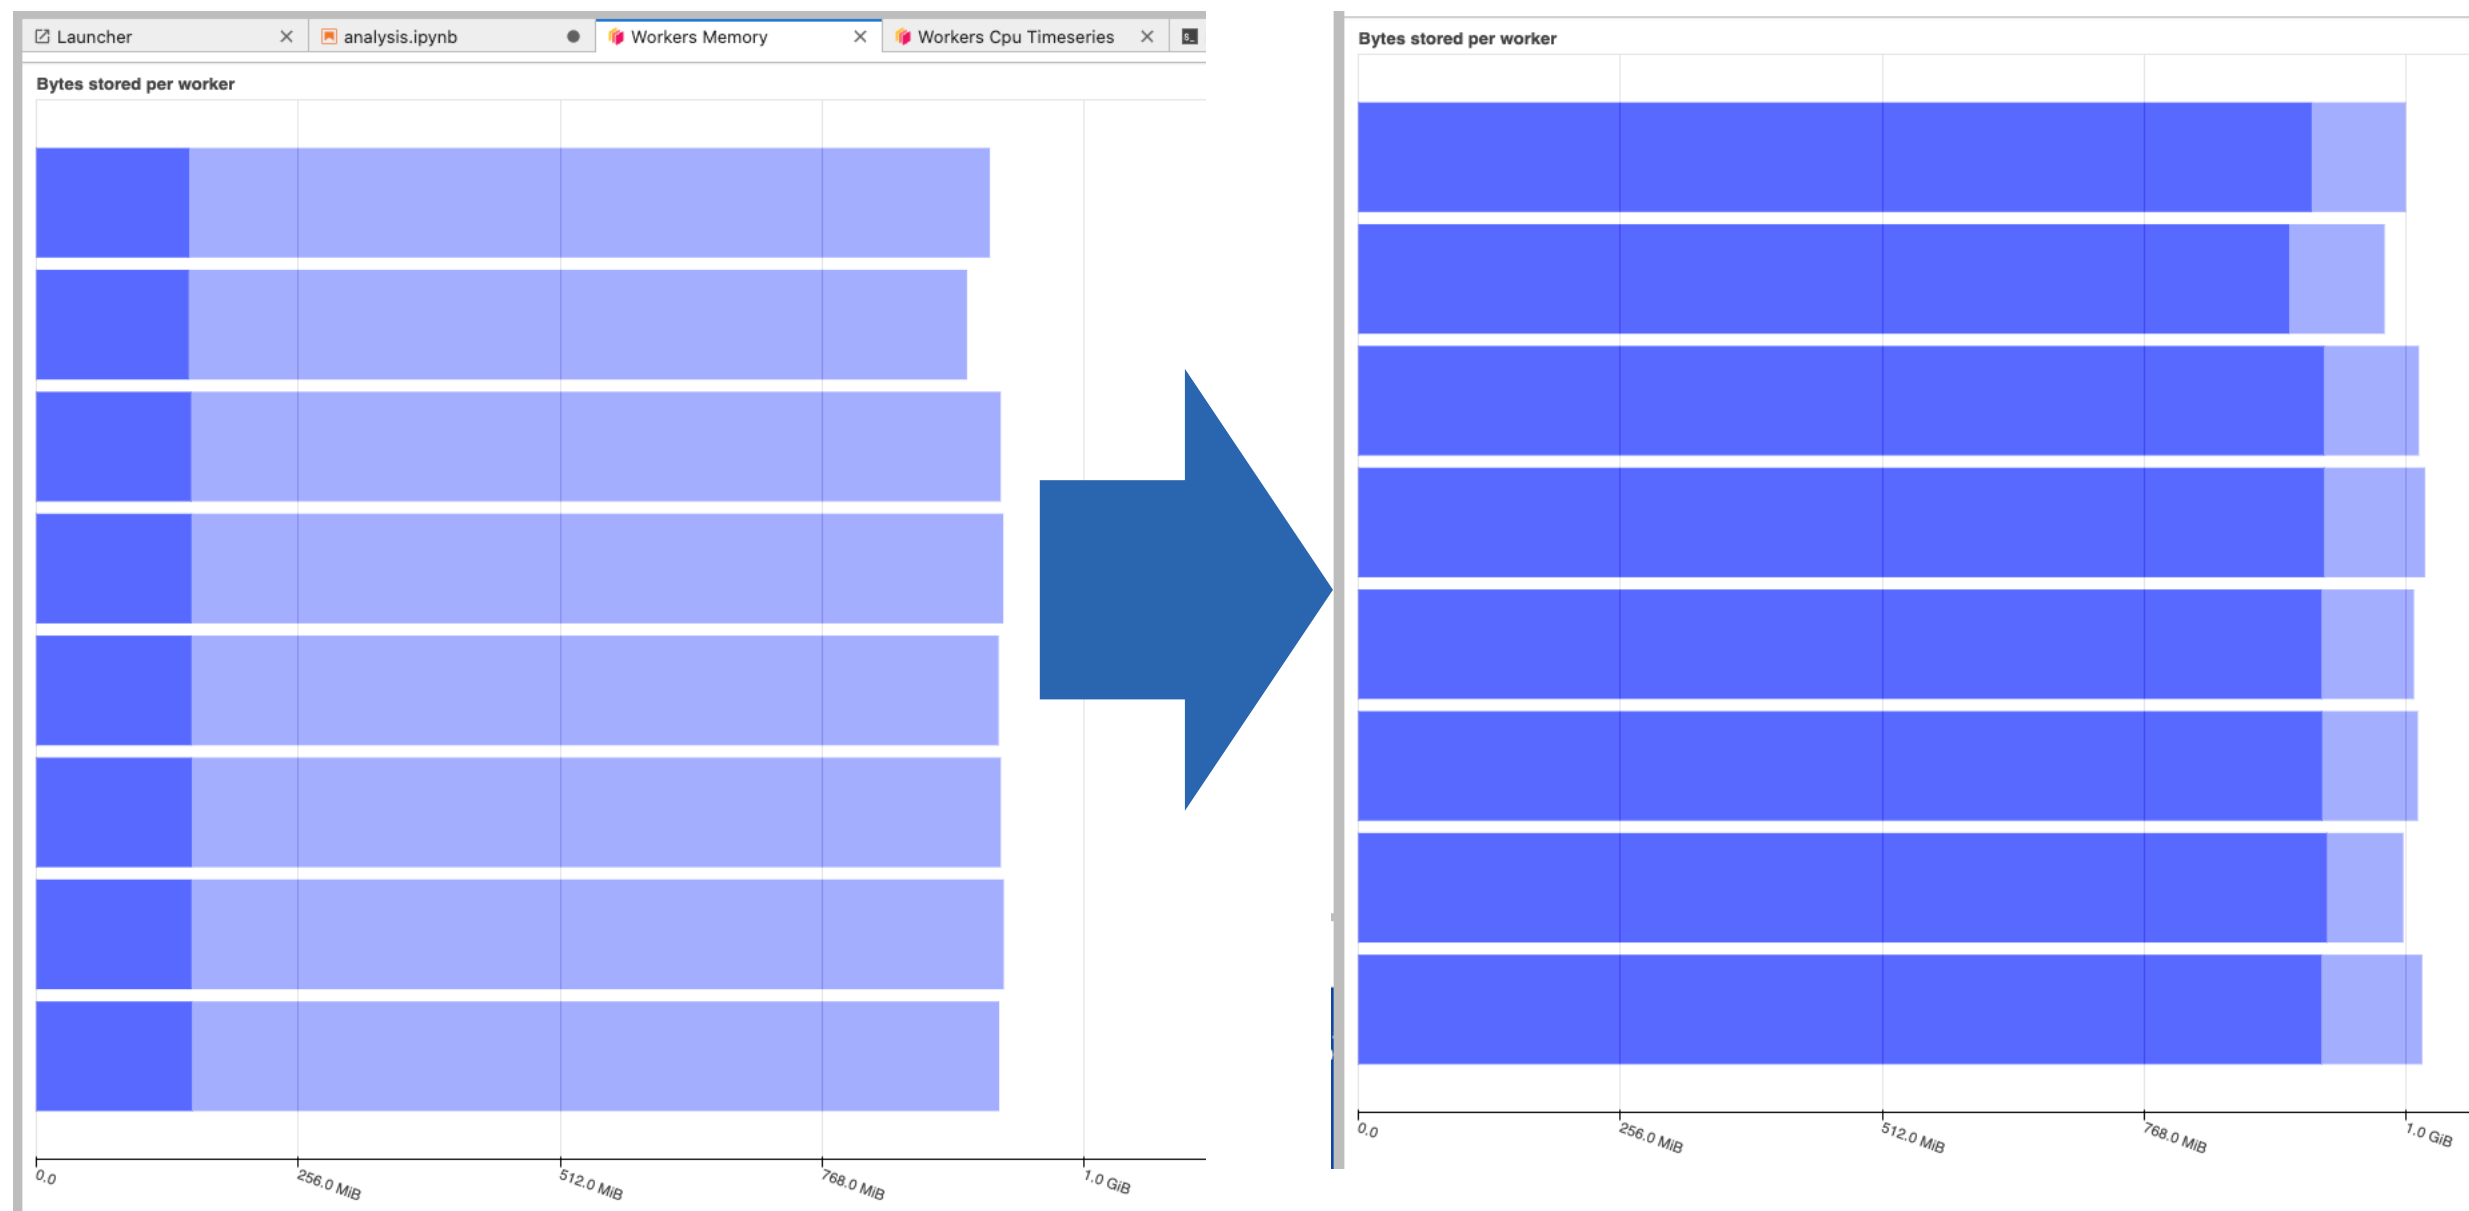 Launcher
analysis.ipynb
Workers Memory
Workers Cpu Timeseries
Bytes stored per worker
0.0
256.0 MiB
512.0 MiB
768.0 MiB
1.0 GiB
Bytes stored per worker
0.0
256.0 MiB
512.0 MiB
768.0 MiB
1.0 GiB